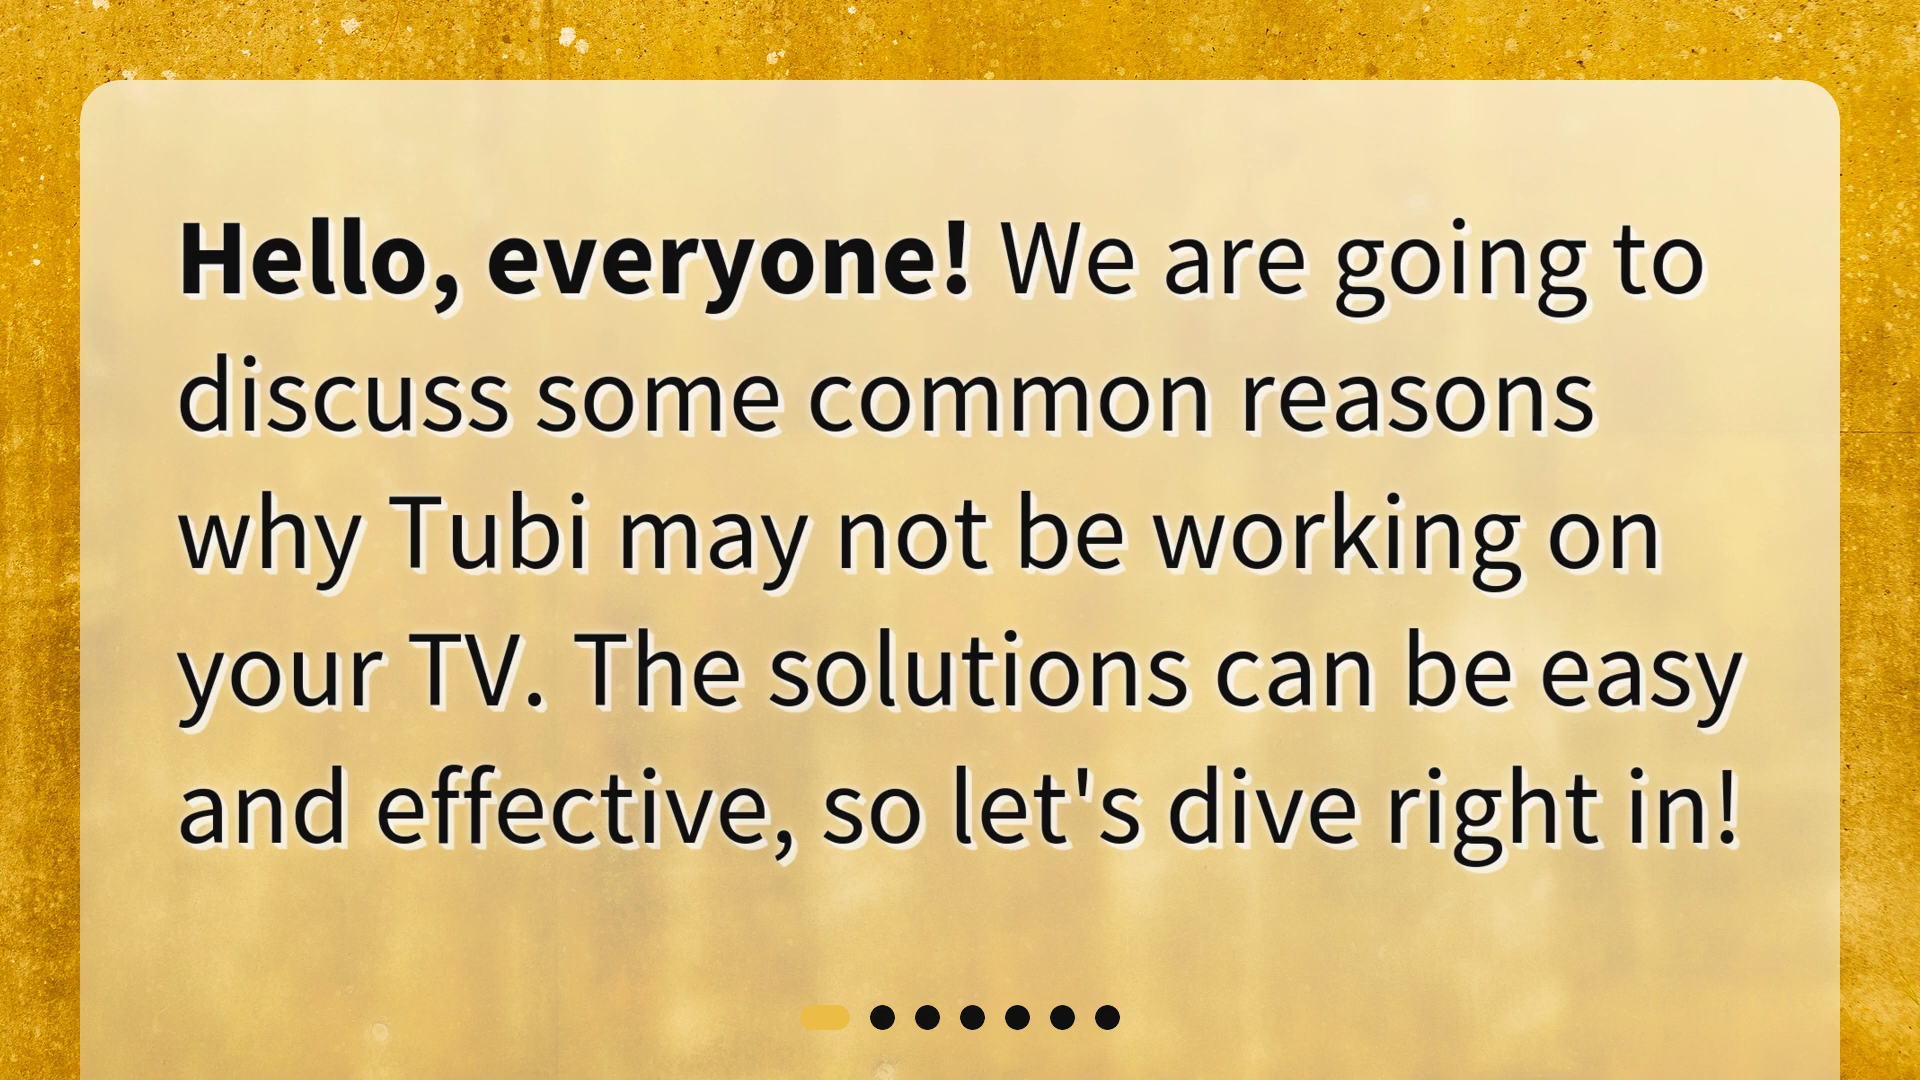 Hello, everyone! We are going to
discuss some common reasons
why Tubi may not be working on
your TV. The solutions can be easy
and effective, so let's dive right in!